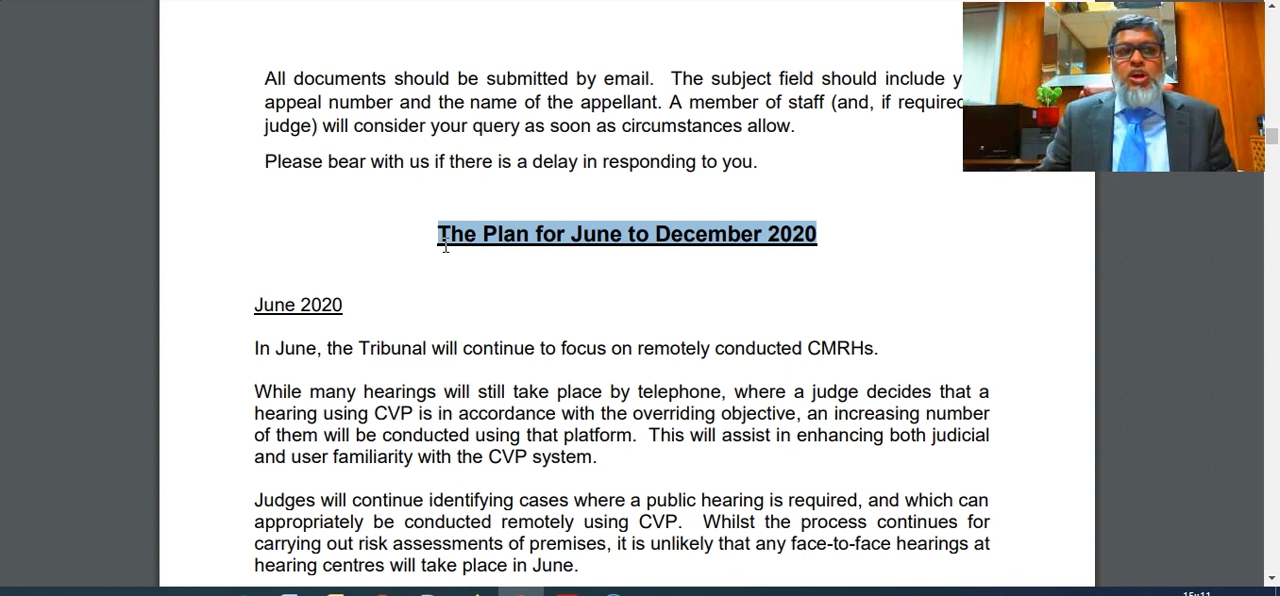 All documents should be submitted by email. The subject field should include
appeal number and the name of the appellant. A member of staff (and, if required
judge) will consider your query as soon as circumstances allow.
Please bear with us if there is a delay in responding to you.
The Plan for June to December 2020
June 2020
In June, the Tribunal will continue to focus on remotely conducted CMRHs.
While many hearings will still take place by telephone, where a judge decides that a
hearing using CVP is in accordance with the overriding objective, an increasing number
of them will be conducted using that platform. This will assist in enhancing both judicial
and user familiarity with the CVP system.
Judges will continue identifying cases where a public hearing is required, and which can
appropriately be conducted remotely using CVP. Whilst the process continues for
carrying out risk assessments of premises, it is unlikely that any face-to-face hearings at
hearing centres will take place in June.